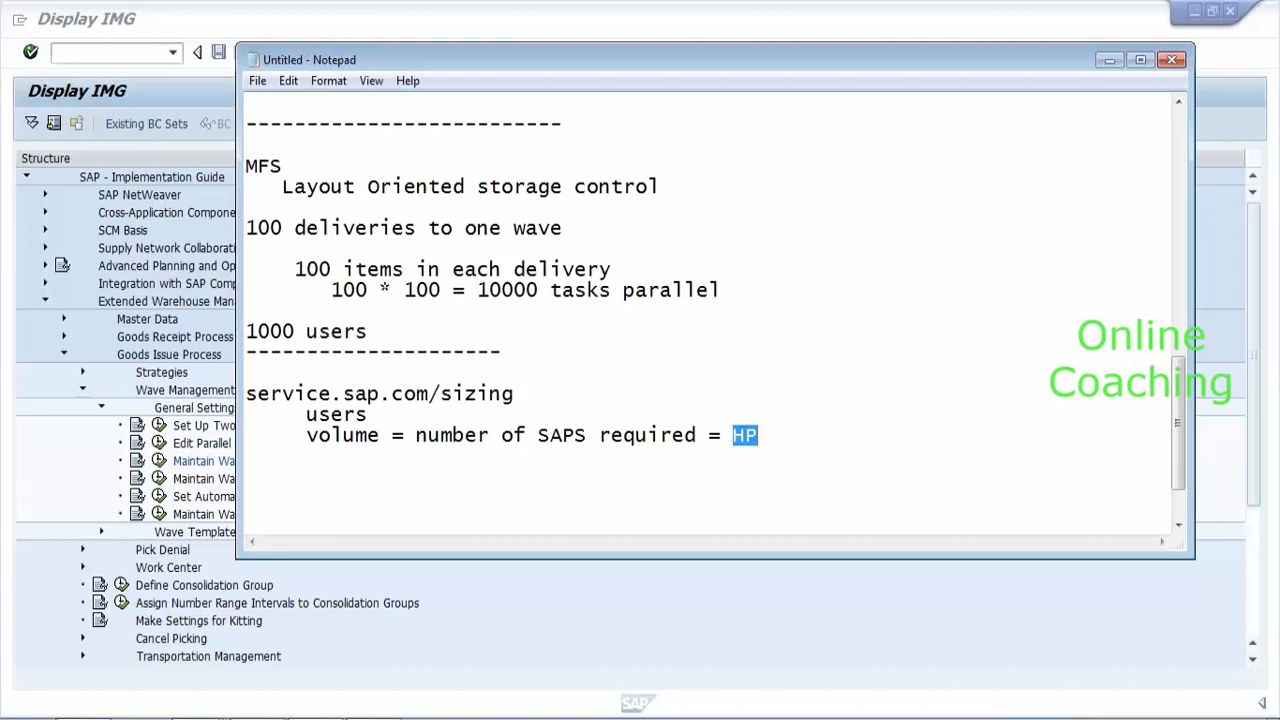 Display IMG
Untitled - Notepad
File Edit Format View Help
Display IMG
Existing BC Sets
BC
Structure
SAP - Implementation Guide
SAP NetWeaver
Cross-Application Compone
SCM Basis
Supply Network Collaborati
Advanced Planning and Op
Integration with SAP Comp
Extended Warehouse Man
Master Data
Goods Receipt Process
Goods Issue Process
Strategies
Wave Management
General Setting
Set Up Two
Edit Parallel
Maintain Wa
Maintain Wa
Set Automa
Maintain Wa
Wave Template
Pick Denial
Work Center
Define Consolidation Group
Assign Number Range Intervals to Consolidation Groups
Make Settings for Kitting
Cancel Picking
Transportation Management
--------------------------
MFS
Layout Oriented storage control
100 deliveries to one wave
100 items in each delivery
100 * 100 = 10000 tasks parallel
1000 users
---------------------
service.sap.com/sizing
users
volume = number of SAPS required = HP
Online
Coaching
SAP